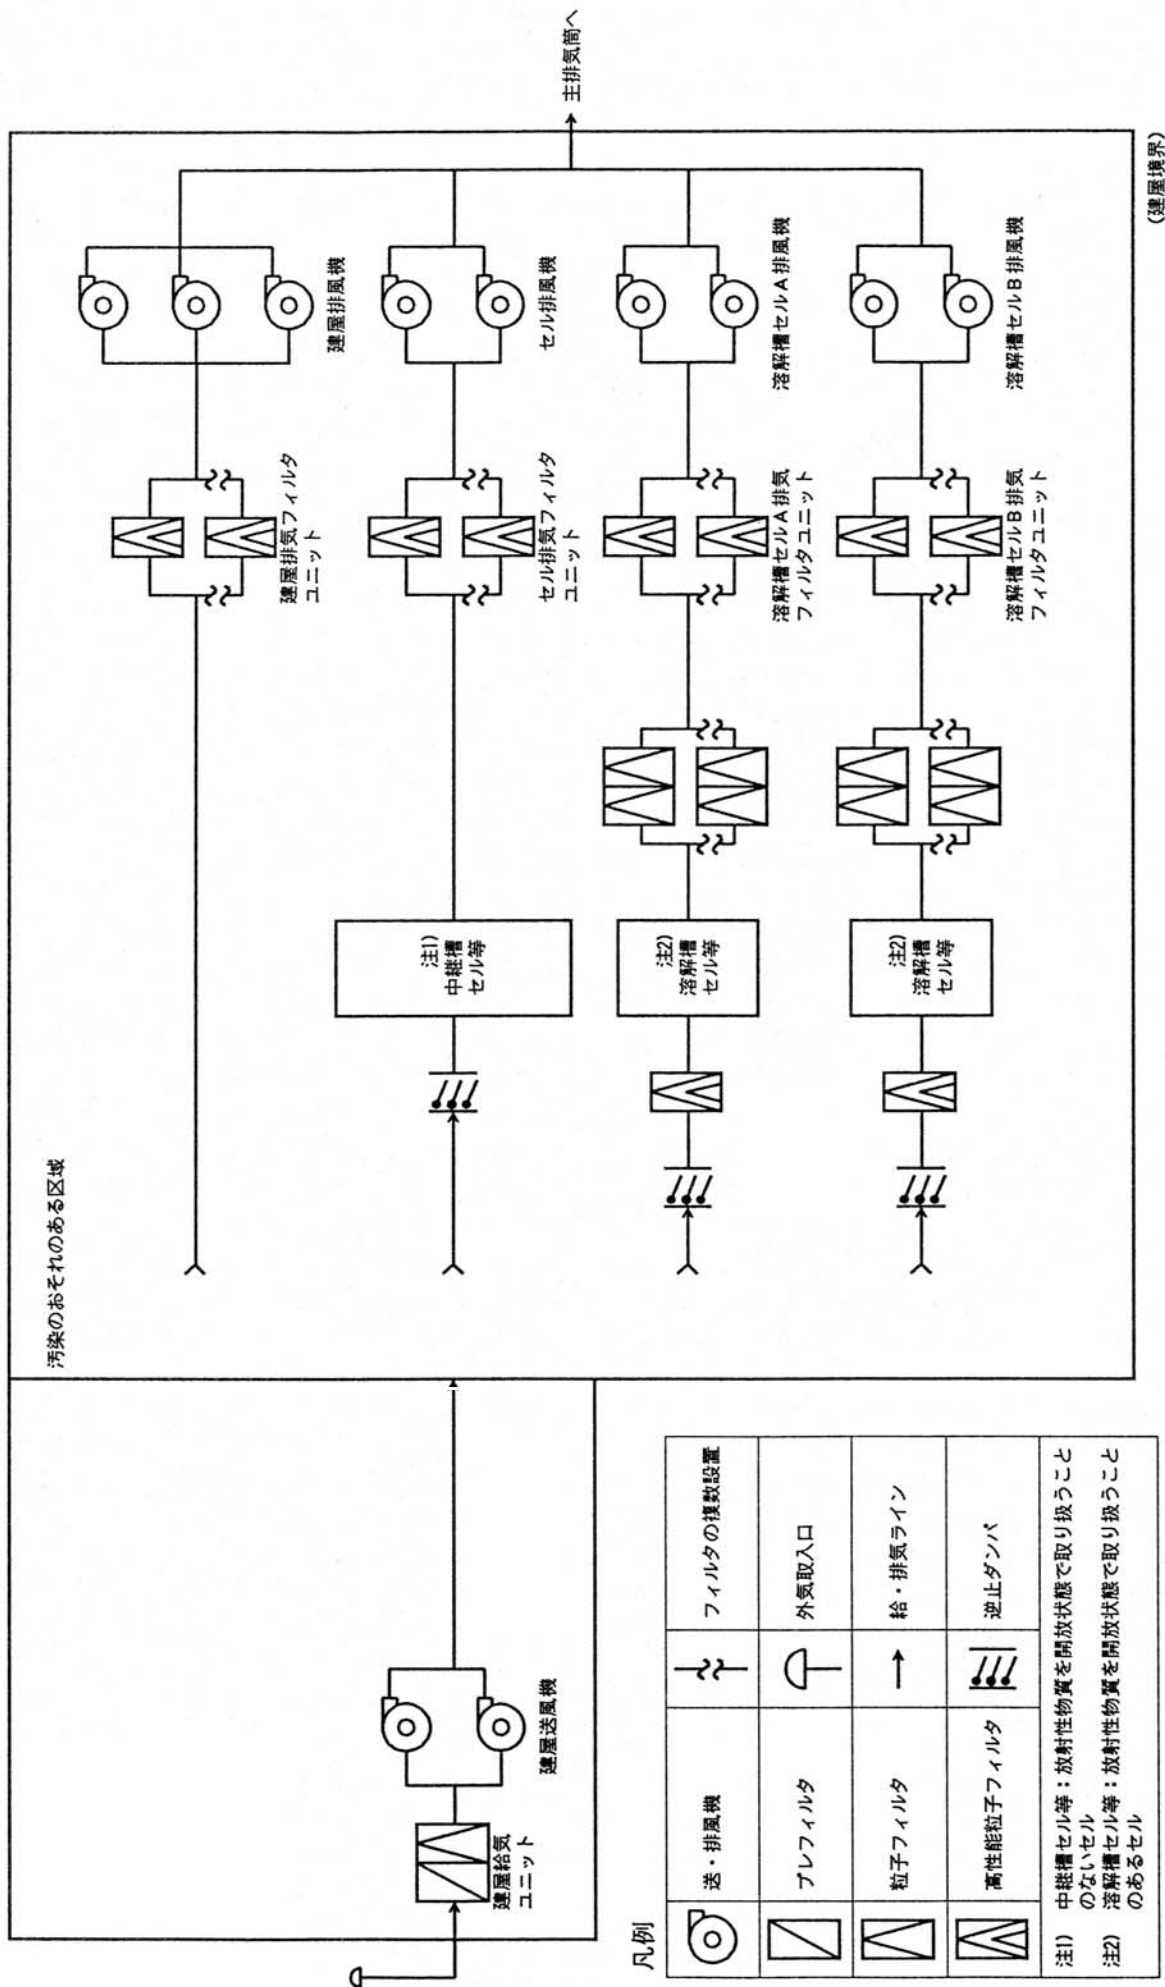 汚染のおそれのある区域
主排気筒へ
(建屋境界)
建屋給気
ユニット
建屋送風機
建屋排気フィルタ
ユニット
建屋排風機
注1)
中継槽
セル等
セル排気フィルタ
ユニット
セル排風機
注2)
溶解槽
セル等
溶解槽セルA排気
フィルタユニット
溶解槽セルA排風機
注2)
溶解槽
セル等
溶解槽セルB排気
フィルタユニット
溶解槽セルB排風機
凡例
送・排風機
フィルタの複数設置
プレフィルタ
外気取入口
粒子フィルタ
給・排気ライン
高性能粒子フィルタ
逆止ダンパ
注1) 中継槽セル等：放射性物質を開放状態で取り扱うこと
のないセル
注2) 溶解槽セル等：放射性物質を開放状態で取り扱うこと
のあるセル